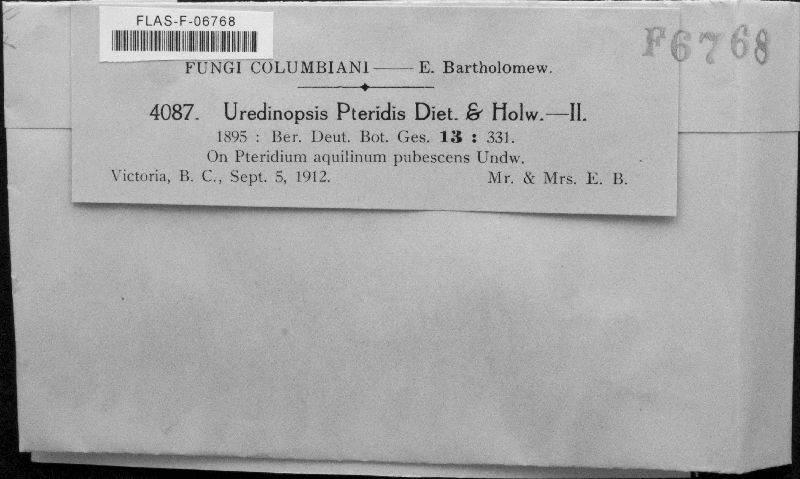 FLAS-F-06768
F6768
FUNGI COLUMBIANI — E. Bartholomew.
4087. Uredinopsis Pteridis Diet. & Holw.—II.
1895 : Ber. Deut. Bot. Ges. 13 : 331.
On Pteridium aquilinum pubescens Undw.
Victoria, B. C., Sept. 5, 1912. Mr. & Mrs. E. B.